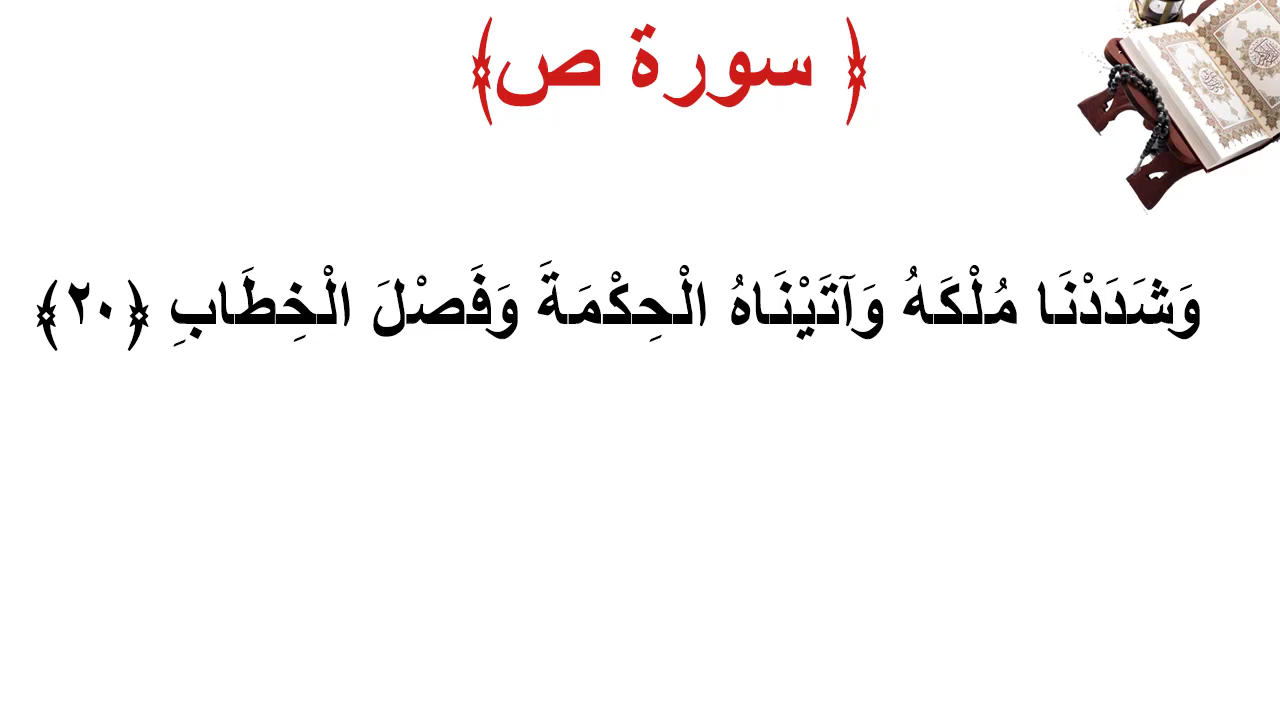 ﴿ سورة ص﴾
وَشَدَدْنَا مُلْكَهُ وَآتَيْنَاهُ الْحِكْمَةَ وَفَصْلَ الْخِطَابِ ﴿٢٠﴾